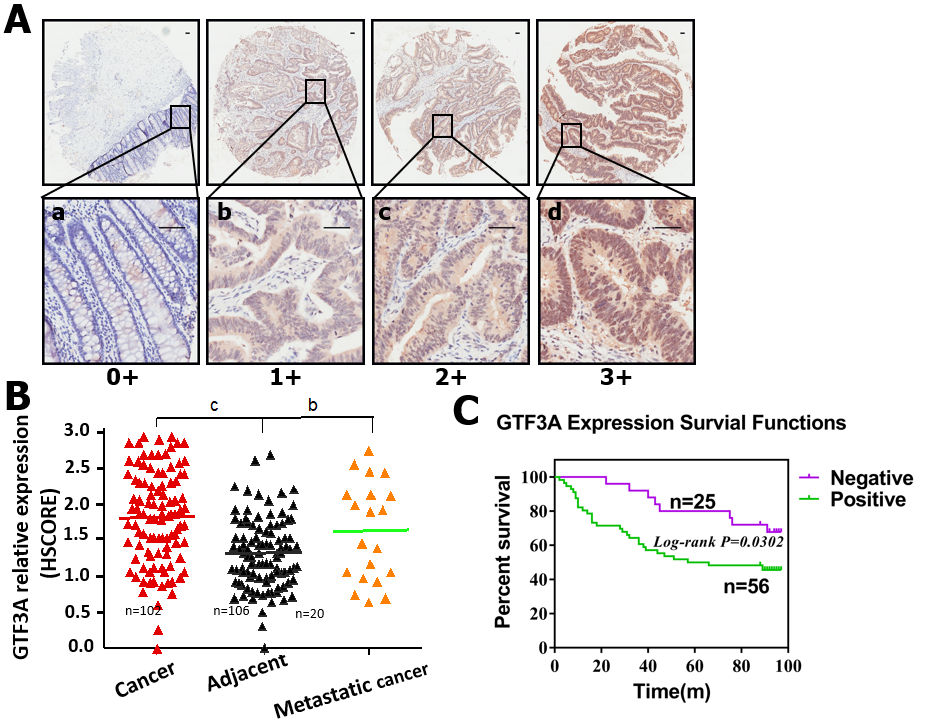 A
a
b
c
d
0+
1+
2+
3+
B
GTF3A relative expression
(HSCORE)
3.0
2.5
2.0
1.5
1.0
0.5
0.0
c
b
n=102
n=106
n=20
Cancer
Adjacent
Metastatic cancer
C
GTF3A Expression Survial Functions
Percent survival
100
80
60
40
20
0
0
20
40
60
80
100
Time(m)
n=25
Log-rank P=0.0302
n=56
Negative
Positive